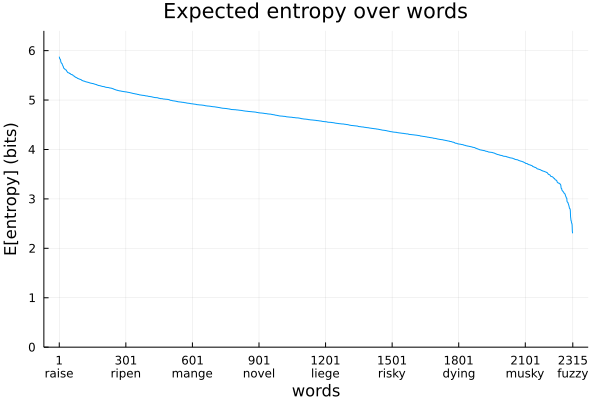 Expected entropy over words
E[entropy] (bits)
6
5
4
3
2
1
0
1 301 601 901 1201 1501 1801 2101 2315
raise ripen mange novel liege risky dying musky fuzzy
words